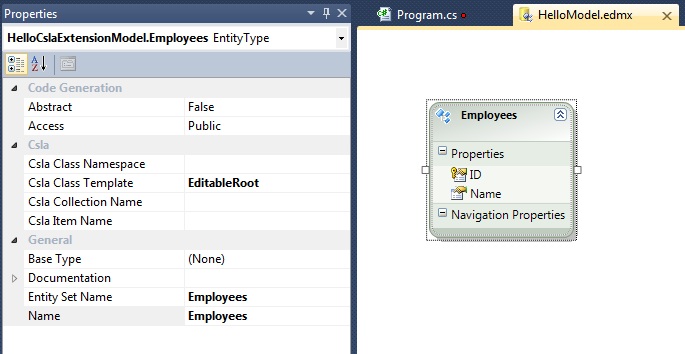 Properties
HelloCslaExtensionModel.Employees EntityType
Code Generation
Abstract False
Access Public
Csla
Csla Class Namespace
Csla Class Template EditableRoot
Csla Collection Name
Csla Item Name
General
Base Type (None)
Documentation
Entity Set Name Employees
Name Employees
Program.cs HelloModel.edmx
Employees
Properties
ID
Name
Navigation Properties